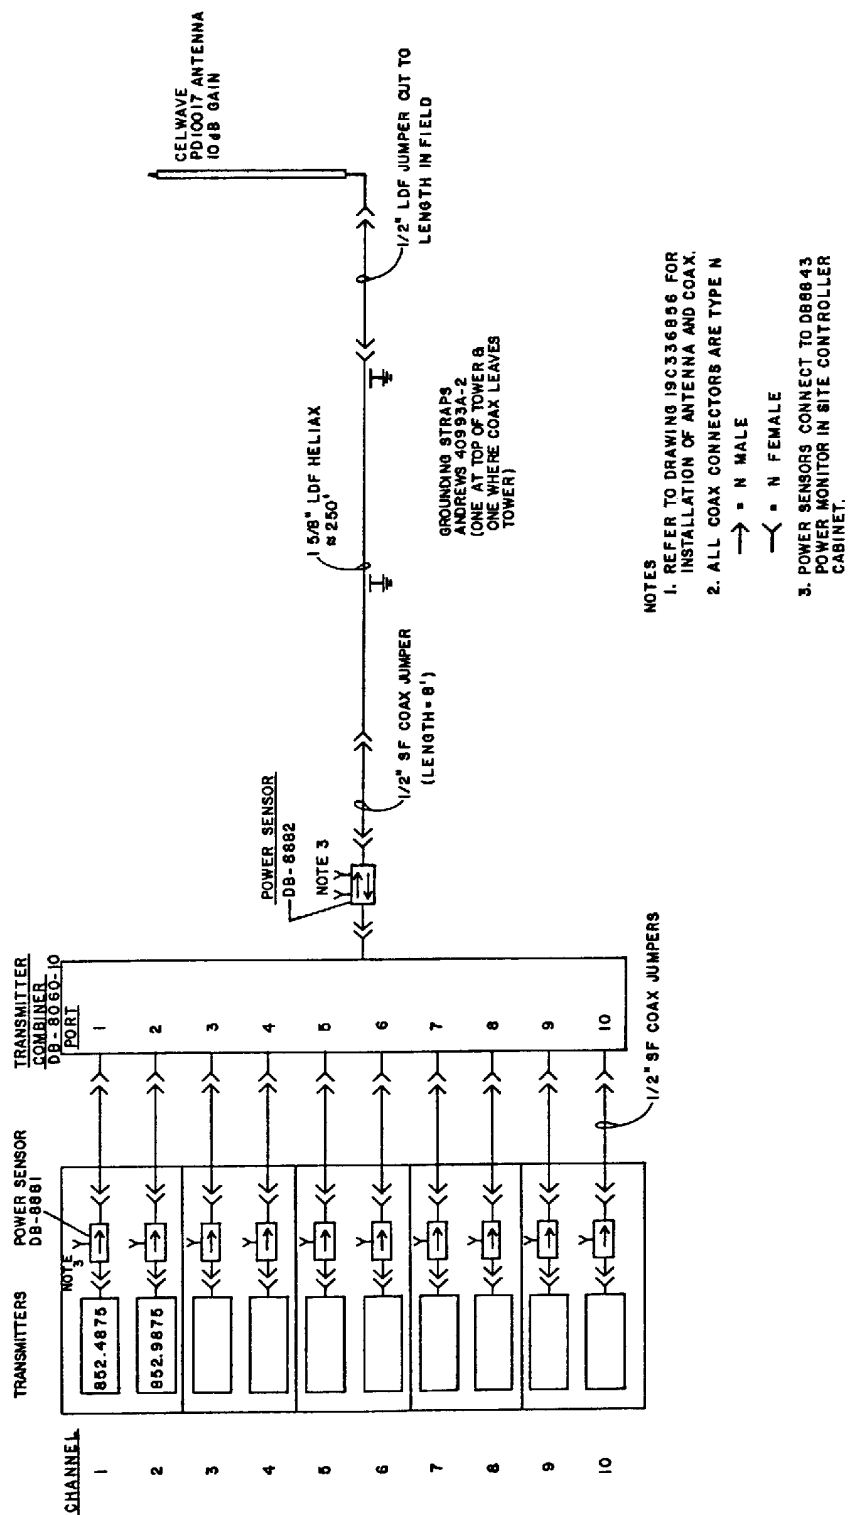 CHANNEL
TRANSMITTERS
POWER SENSOR
DB-8861
NOTE
3
TRANSMITTER
COMBINER
DB-8060-10
PORT
1
852.4875
1
2
852.9875
2
3
3
4
4
5
5
6
6
7
7
8
8
9
9
10
10
1/2" SF COAX JUMPERS
POWER SENSOR
DB-8882
NOTE 3
1/2" SF COAX JUMPER
(LENGTH=8')
1 5/8" LDF HELIAX
≈ 250'
GROUNDING STRAPS
ANDREWS 40993A-2
(ONE AT TOP OF TOWER &
ONE WHERE COAX LEAVES
TOWER)
1/2" LDF JUMPER CUT TO
LENGTH IN FIELD
CELWAVE
PD10017 ANTENNA
10 dB GAIN
NOTES
1. REFER TO DRAWING 19C336856 FOR
INSTALLATION OF ANTENNA AND COAX.
2. ALL COAX CONNECTORS ARE TYPE N
= N MALE
= N FEMALE
3. POWER SENSORS CONNECT TO DB8843
POWER MONITOR IN SITE CONTROLLER
CABINET.